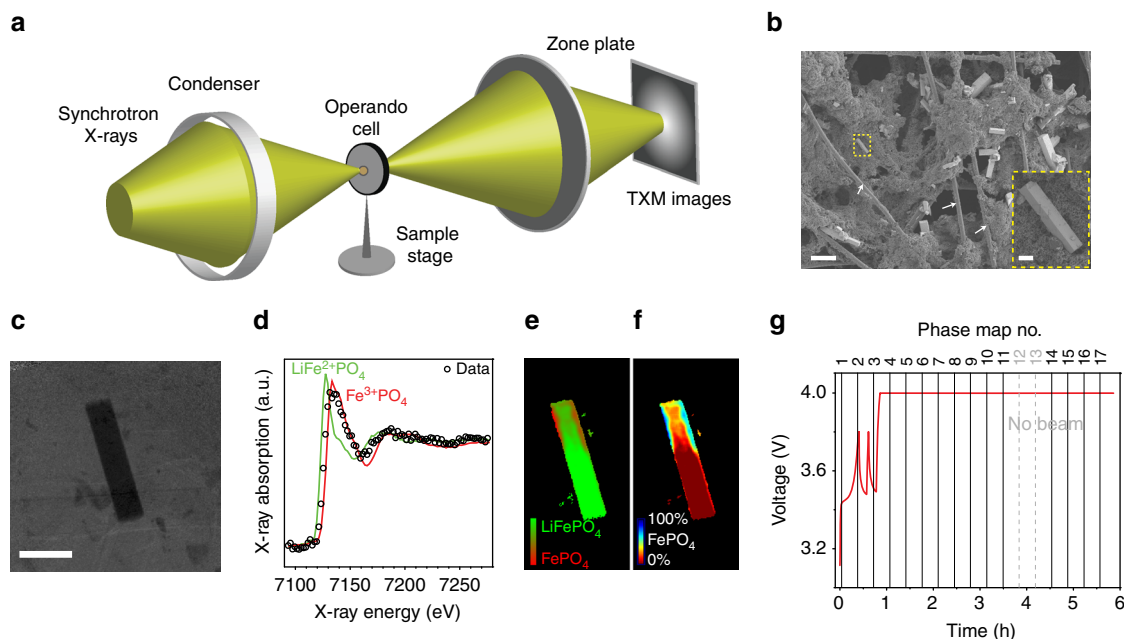 a
Condenser
Synchrotron
X-rays
Operando
cell
Sample
stage
Zone plate
TXM images
b
c
d
LiFe²⁺PO₄
Fe³⁺PO₄
Data
X-ray absorption (a.u.)
7100 7150 7200 7250
X-ray energy (eV)
e
LiFePO₄
FePO₄
f
100%
FePO₄
0%
g
Phase map no.
1 2 3 4 5 6 7 8 9 10 11 12 13 14 15 16 17
No beam
4.0
3.6
3.2
Voltage (V)
0 1 2 3 4 5 6
Time (h)